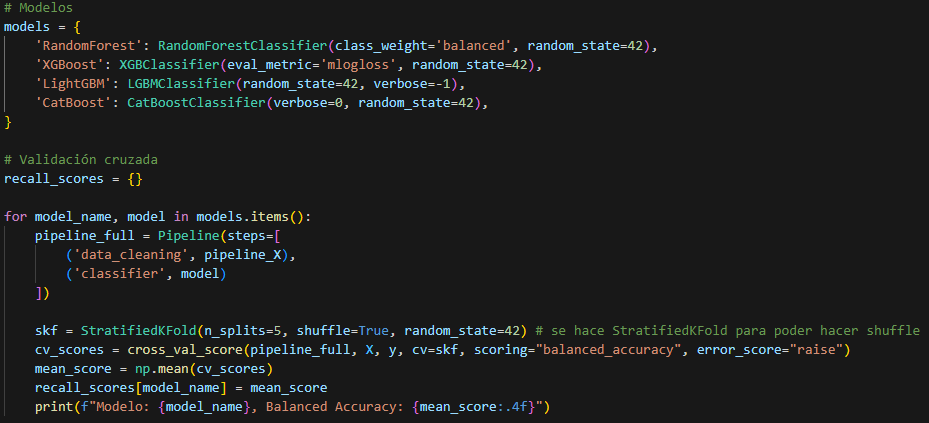 # Modelos
models = {
    'RandomForest': RandomForestClassifier(class_weight='balanced', random_state=42),
    'XGBoost': XGBClassifier(eval_metric='mlogloss', random_state=42),
    'LightGBM': LGBMClassifier(random_state=42, verbose=-1),
    'CatBoost': CatBoostClassifier(verbose=0, random_state=42),
}

# Validación cruzada
recall_scores = {}

for model_name, model in models.items():
    pipeline_full = Pipeline(steps=[
        ('data_cleaning', pipeline_X),
        ('classifier', model)
    ])

    skf = StratifiedKFold(n_splits=5, shuffle=True, random_state=42) # se hace StratifiedKFold para poder hacer shuffle
    cv_scores = cross_val_score(pipeline_full, X, y, cv=skf, scoring="balanced_accuracy", error_score="raise")
    mean_score = np.mean(cv_scores)
    recall_scores[model_name] = mean_score
    print(f"Modelo: {model_name}, Balanced Accuracy: {mean_score:.4f}")